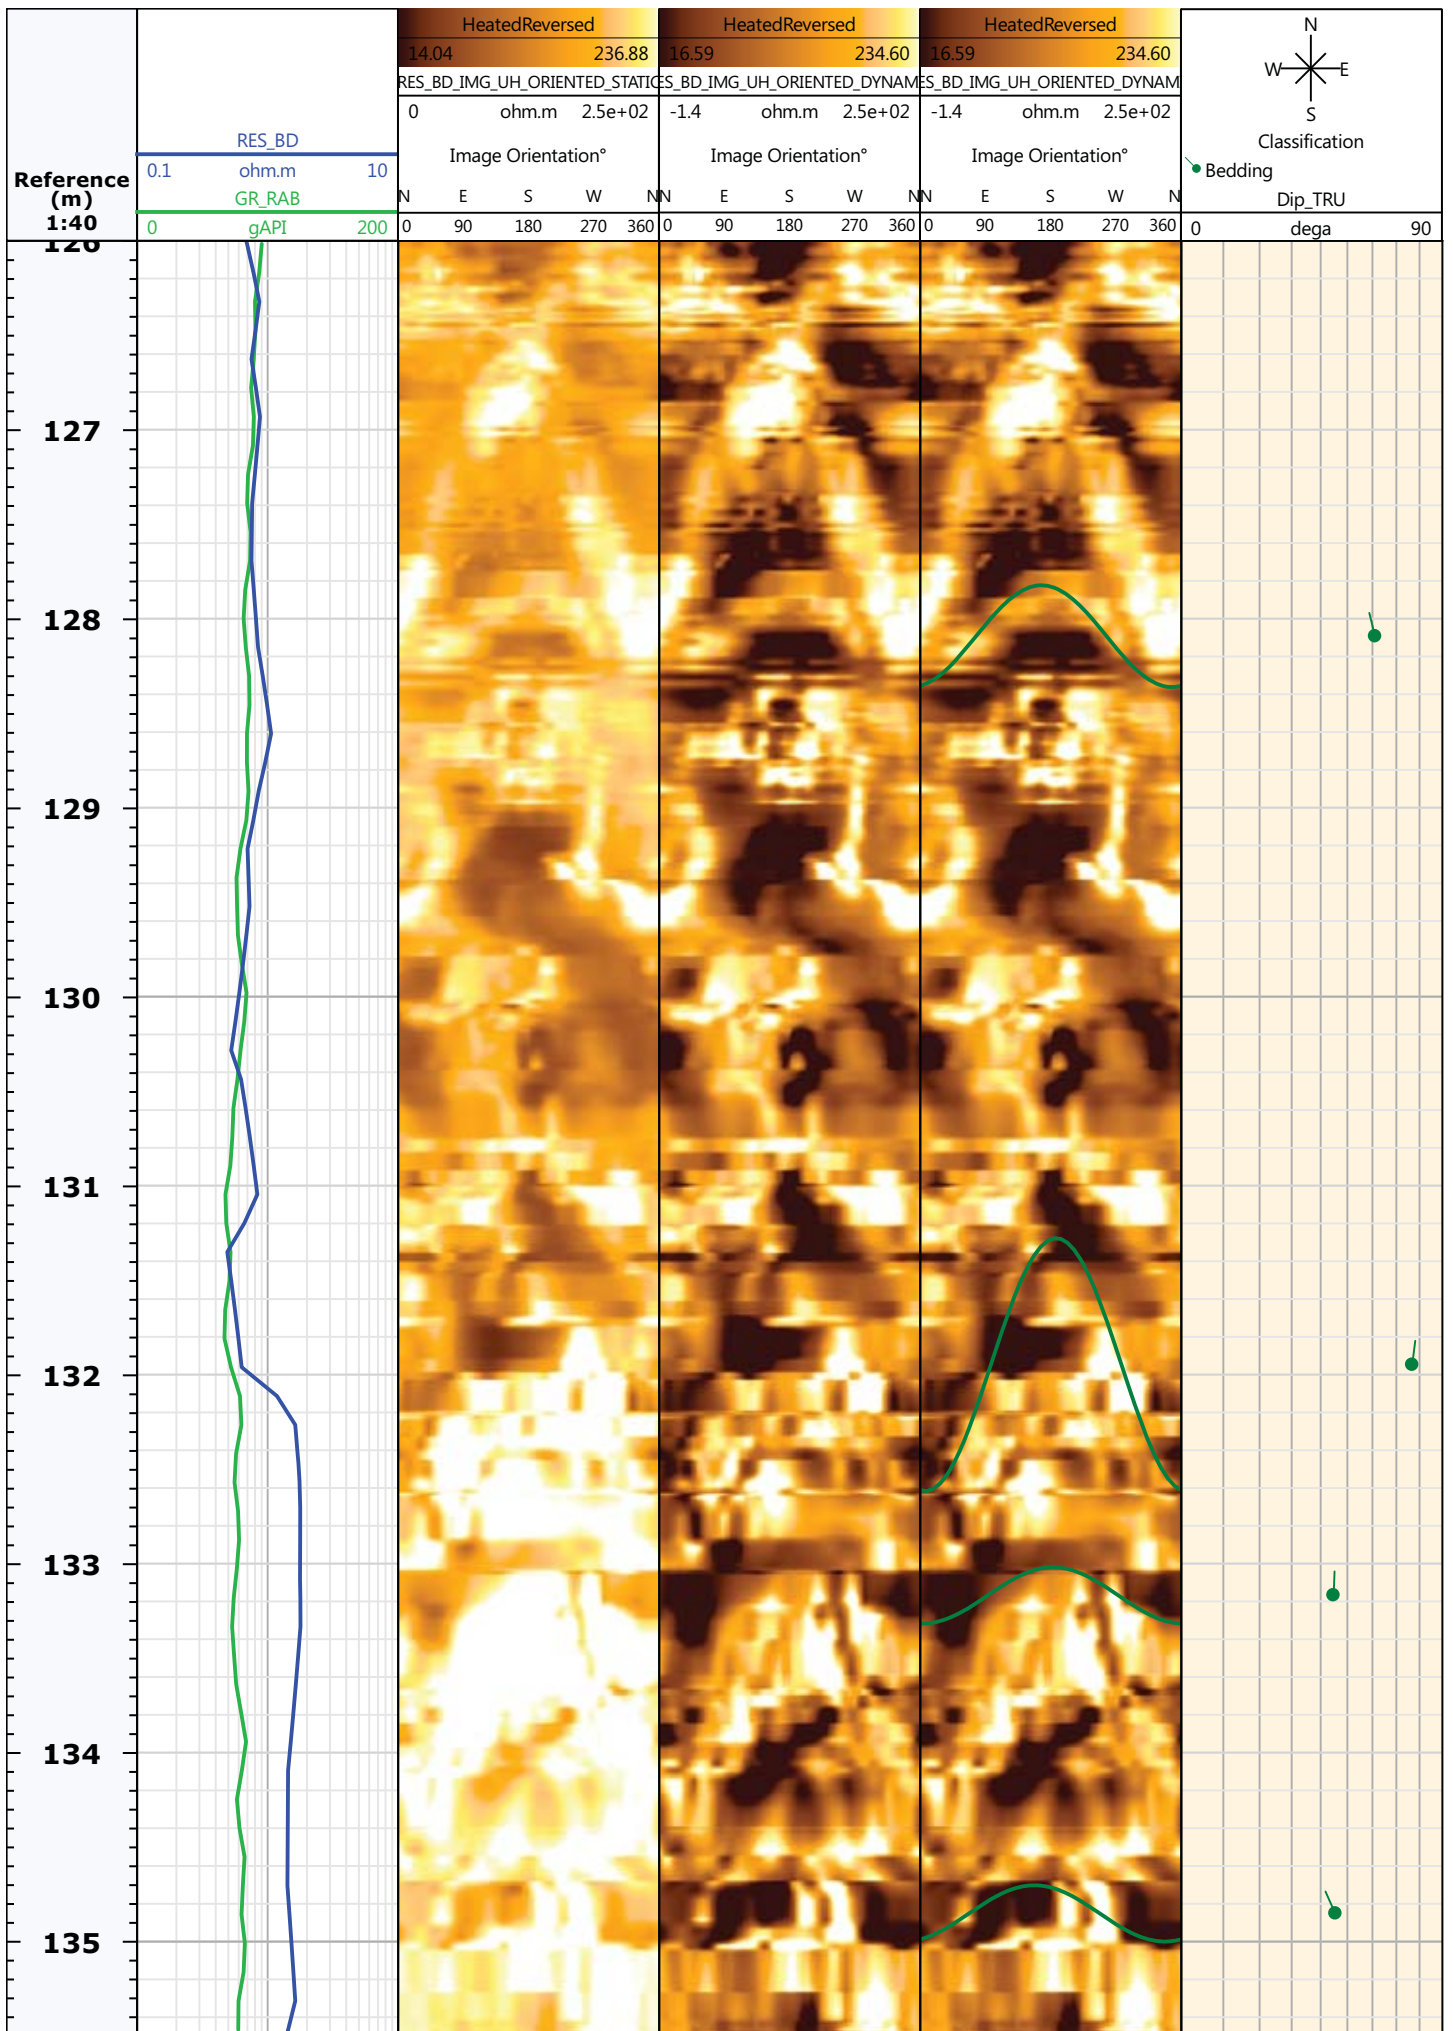 HeatedReversed HeatedReversed HeatedReversed
14.04 236.88 16.59 234.60 16.59 234.60
RES_BD_IMG_UH_ORIENTED_STATIC ES_BD_IMG_UH_ORIENTED_DYNAM ES_BD_IMG_UH_ORIENTED_DYNAM
0 ohm.m 2.5e+02 -1.4 ohm.m 2.5e+02 -1.4 ohm.m 2.5e+02
Image Orientation° Image Orientation° Image Orientation°
N E S W N N E S W N N E S W N
0 90 180 270 360 0 90 180 270 360 0 90 180 270 360
N
W E
S
Classification
Bedding
Dip_TRU
0 dega 90
RES_BD
0.1 ohm.m 10
GR_RAB
0 gAPI 200
Reference
(m)
1:40
126
127
128
129
130
131
132
133
134
135